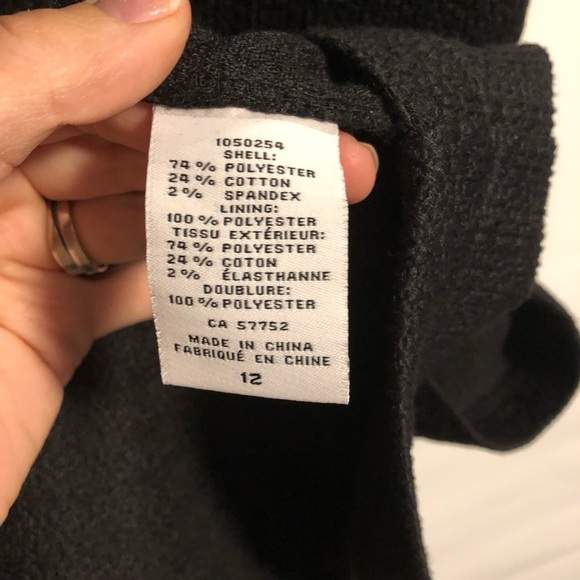 1050254
SHELL:
74% POLYESTER
24% COTTON
2% SPANDEX
LINING:
100% POLYESTER
TISSU EXTÉRIEUR:
74% POLYESTER
24% COTON
2% ÉLASTHANNE
DOUBLURE:
100% POLYESTER
CA 57752
MADE IN CHINA
FABRIQUÉ EN CHINE
12